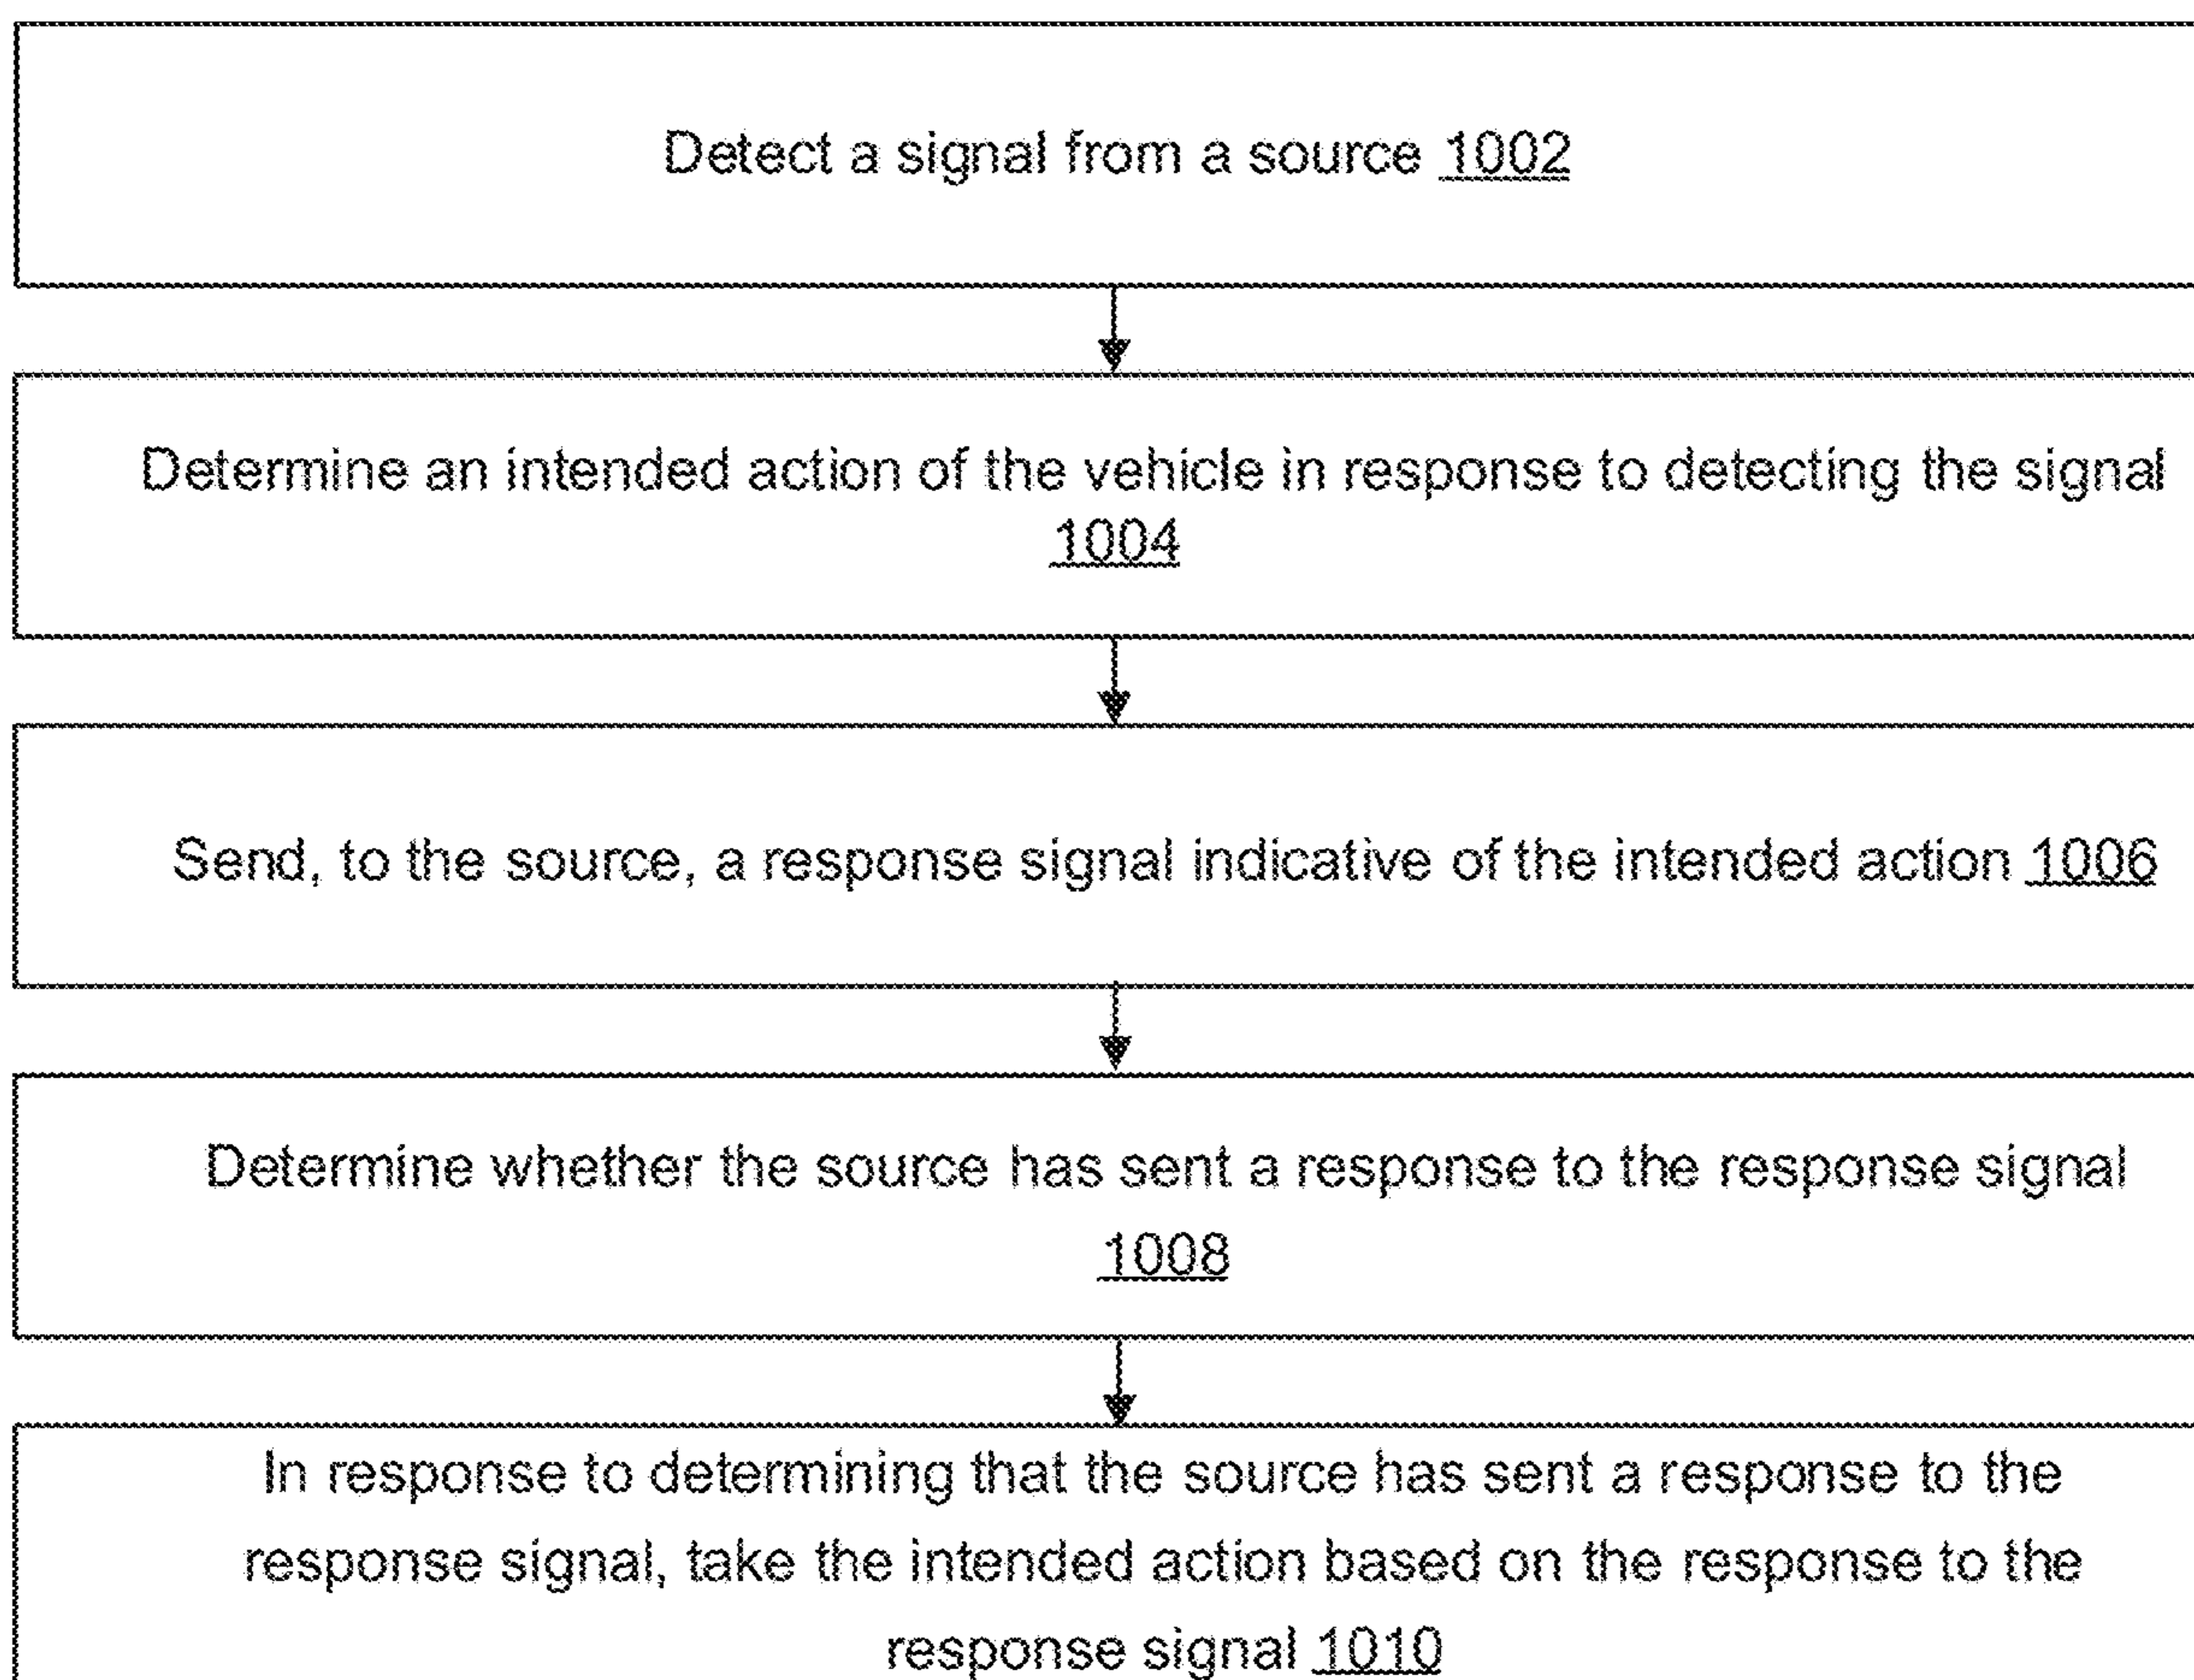 Detect a signal from a source 1002
Determine an intended action of the vehicle in response to detecting the signal
1004
Send, to the source, a response signal indicative of the intended action 1006
Determine whether the source has sent a response to the response signal
1008
In response to determining that the source has sent a response to the
response signal, take the intended action based on the response to the
response signal 1010